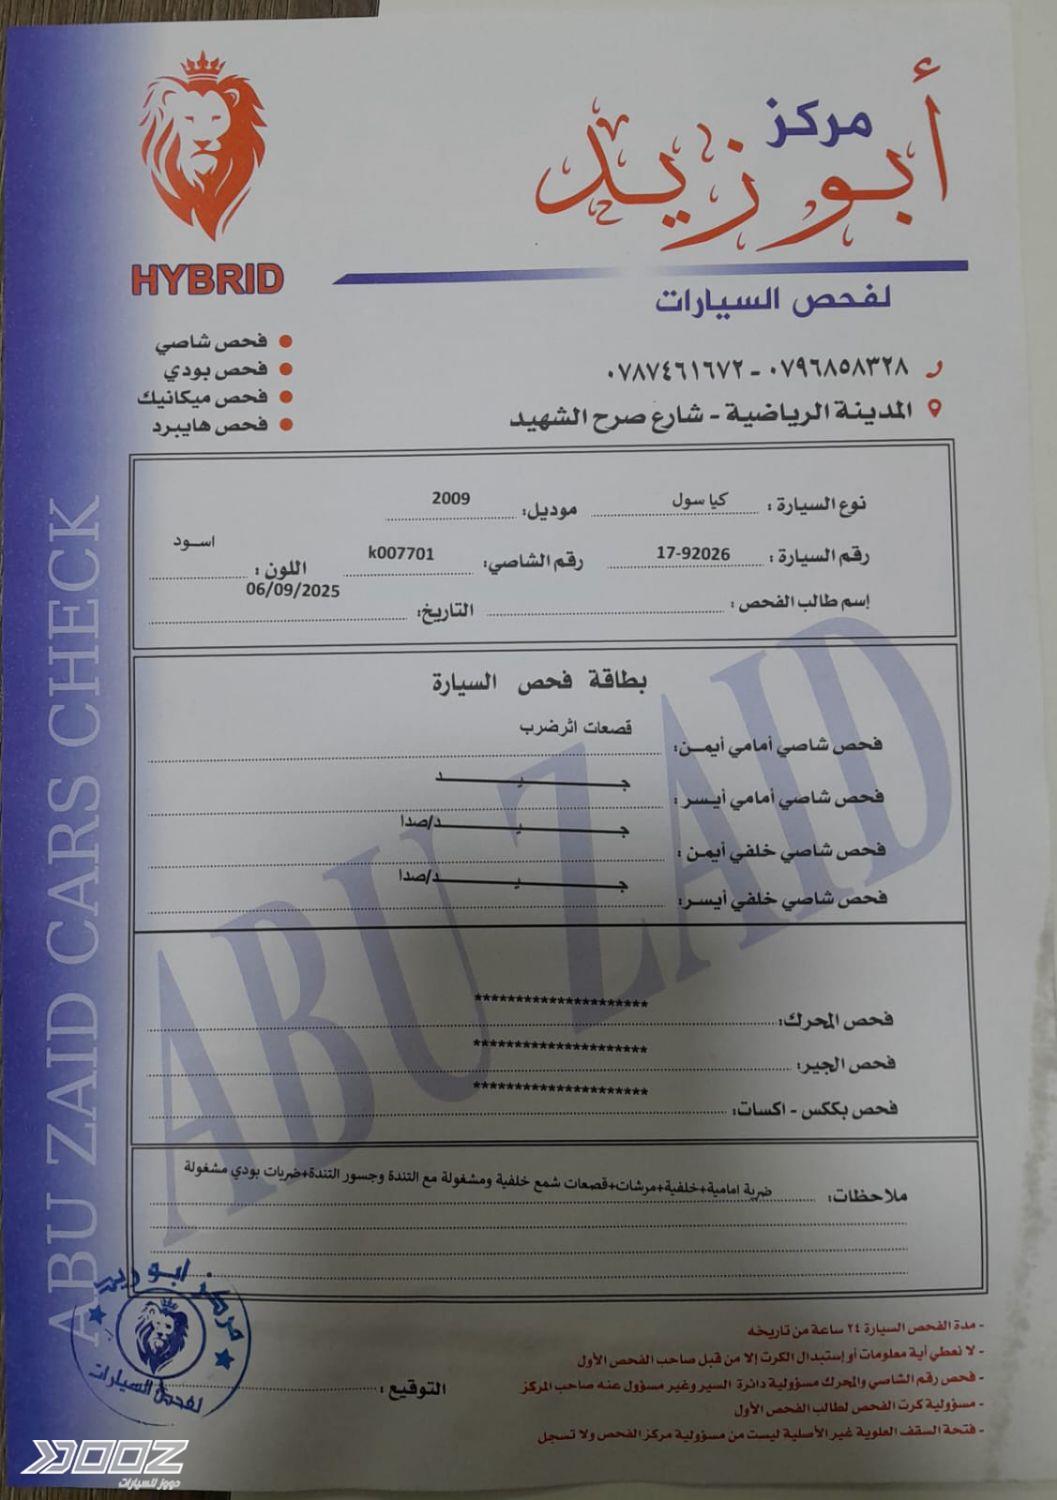 مركز
أبو زيد
لفحص السيارات
HYBRID
فحص شاصي
فحص بودي
فحص ميكانيك
فحص هايبرد
٠٧٩٦٨٥٨٣٢٨ - ٠٧٨٧٤٦١٦٧٢
المدينة الرياضية - شارع صرح الشهيد
ABU ZAID CARS CHECK
نوع السيارة : كيا سول موديل: 2009
رقم السيارة : 17-92026 رقم الشاصي: k007701 اللون : اسود
إسم طالب الفحص : التاريخ: 06/09/2025
بطاقة فحص السيارة
فحص شاصي أمامي أيمن: قصعات اثرضرب
فحص شاصي أمامي أيسر : جـيـد
فحص شاصي خلفي أيمن : جـيـد/صدا
فحص شاصي خلفي أيسر: جـيـد/صدا
ABU ZAID
فحص المحرك: *********************
فحص الجير: *********************
فحص بككس - اكسات: *********************
ملاحظات: ضربة امامية+خلفية+مرشات+قصعات شمع خلفية ومشغولة مع التندة وجسور التندة+ضربات بودي مشغولة
- مدة الفحص السيارة ٢٤ ساعة من تاريخه
- لا نعطي أية معلومات أو إستبدال الكرت إلا من قبل صاحب الفحص الأول
- فحص رقم الشاصي والمحرك مسؤولية دائرة السير وغير مسؤول عنه صاحب المركز
- مسؤولية كرت الفحص لطالب الفحص الأول
- فتحة السقف العلوية غير الأصلية ليست من مسؤولية مركز الفحص ولا تسجل
التوقيع :
مركز ابو زيد
لفحص السيارات
DOOZ
دووز للسيارات